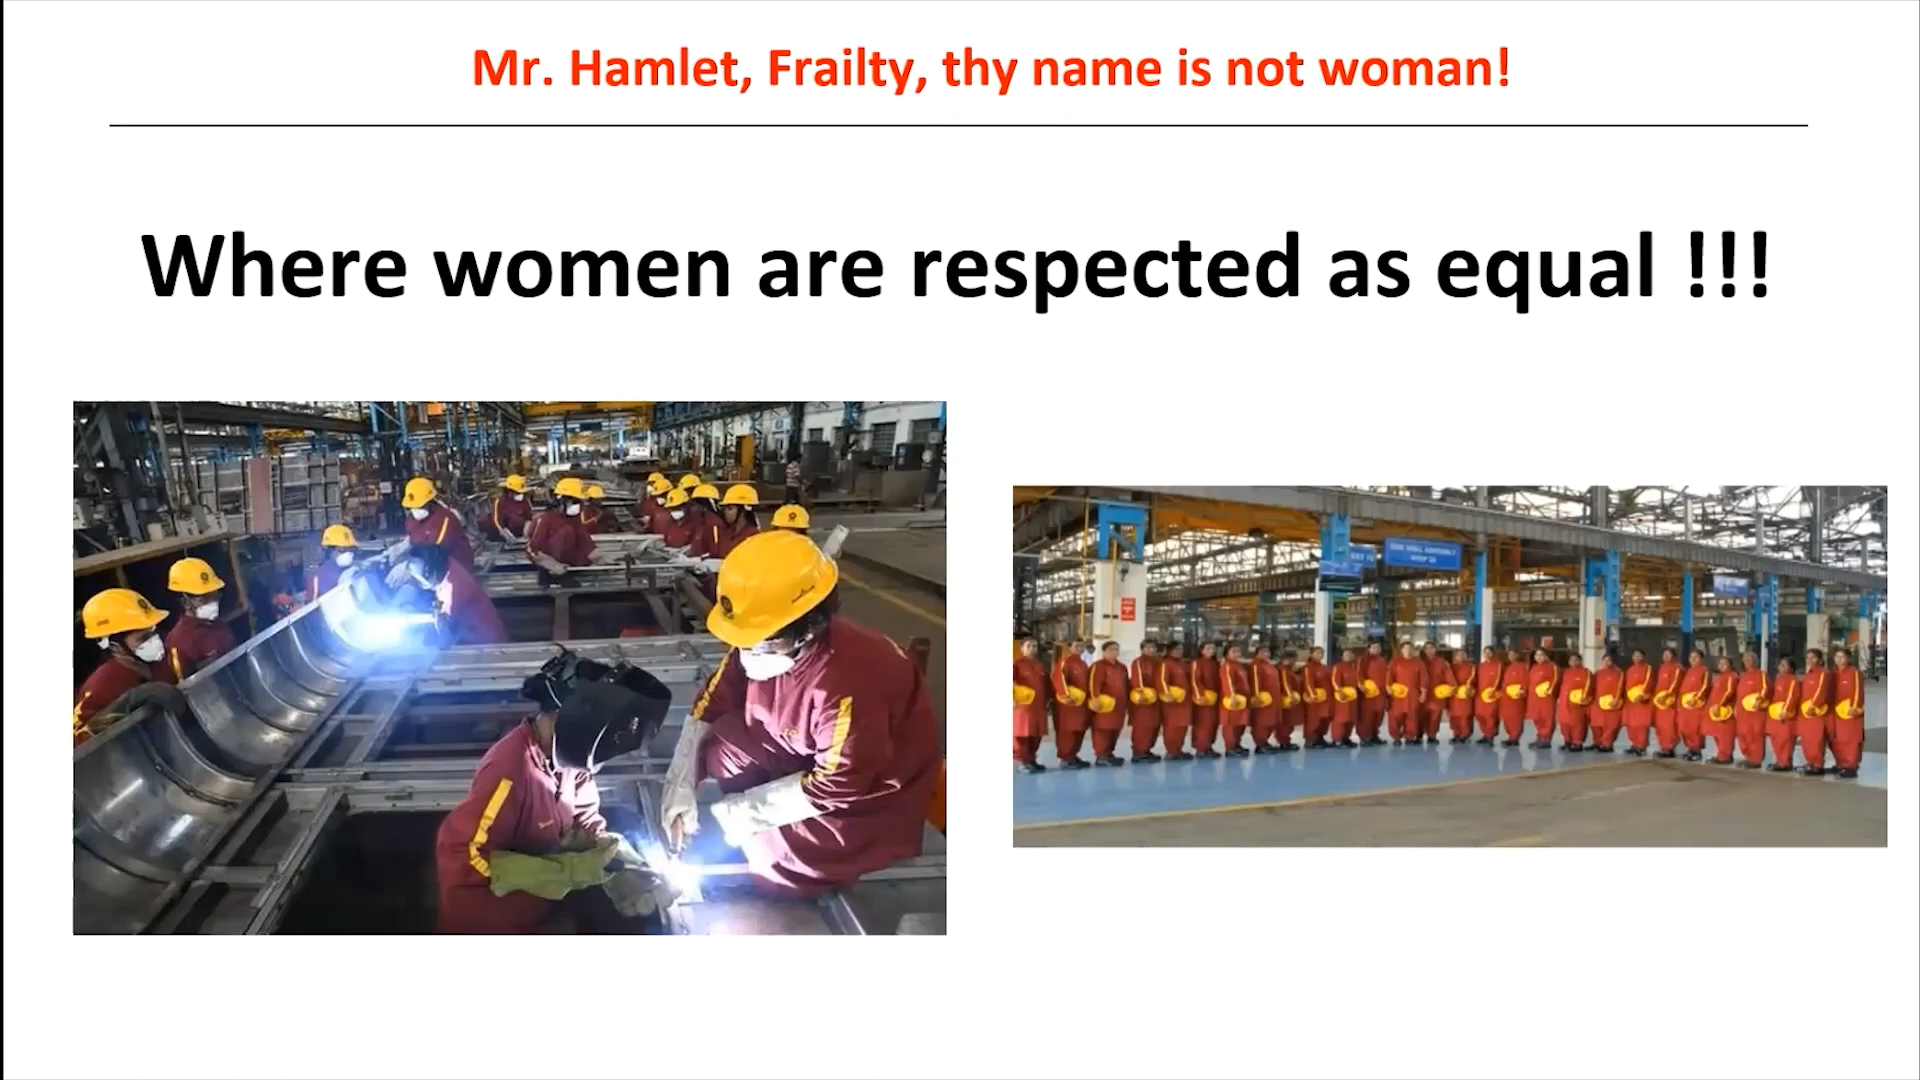 Mr. Hamlet, Frailty, thy name is not woman!
Where women are respected as equal !!!